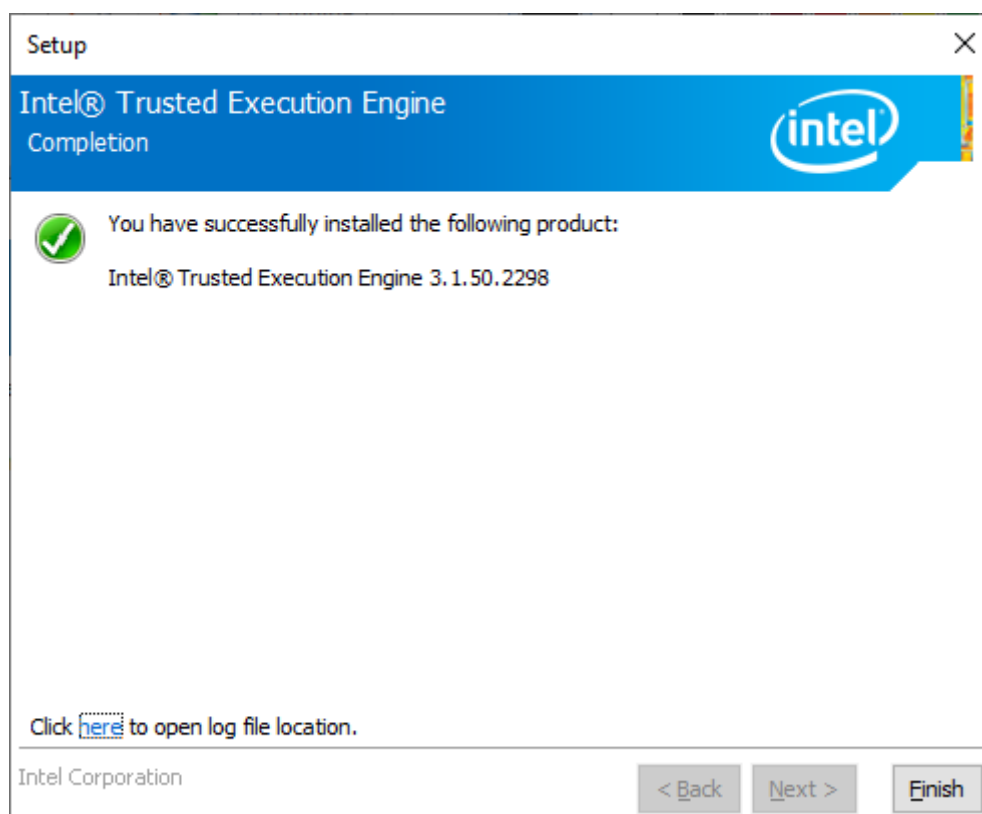 Setup
Intel® Trusted Execution Engine
Completion
intel
You have successfully installed the following product:
Intel® Trusted Execution Engine 3.1.50.2298
Click here to open log file location.
Intel Corporation
< Back
Next >
Finish